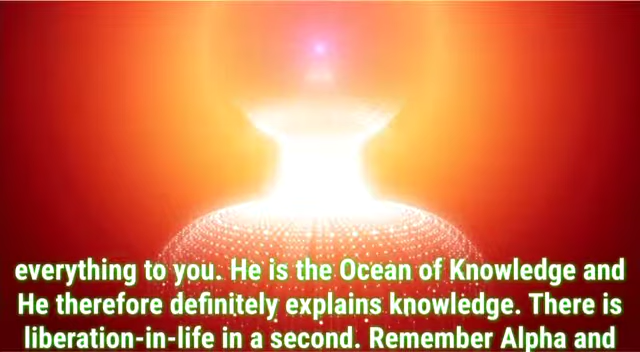 everything to you. He is the Ocean of Knowledge and
He therefore definitely explains knowledge. There is
liberation-in-life in a second. Remember Alpha and